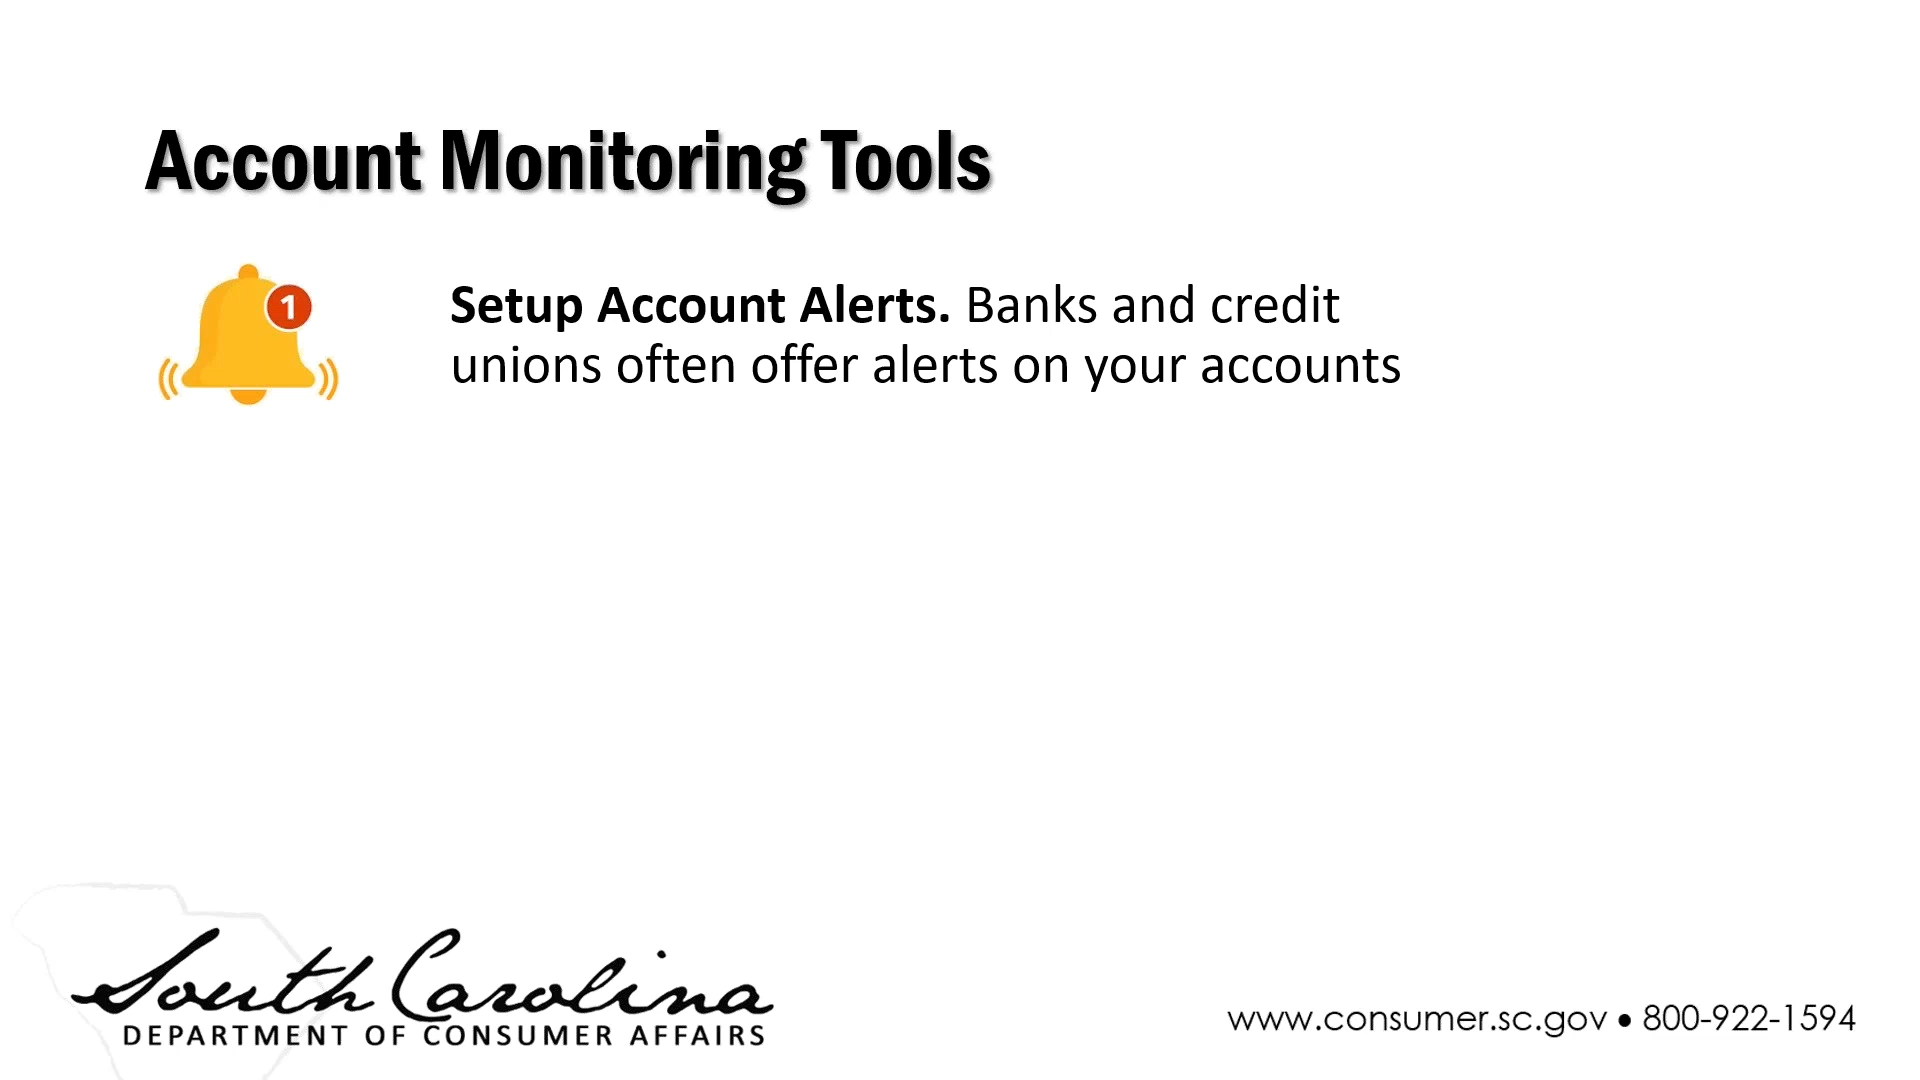 Account Monitoring Tools
1
Setup Account Alerts. Banks and credit
unions often offer alerts on your accounts
South Carolina
DEPARTMENT OF CONSUMER AFFAIRS
www.consumer.sc.gov • 800-922-1594